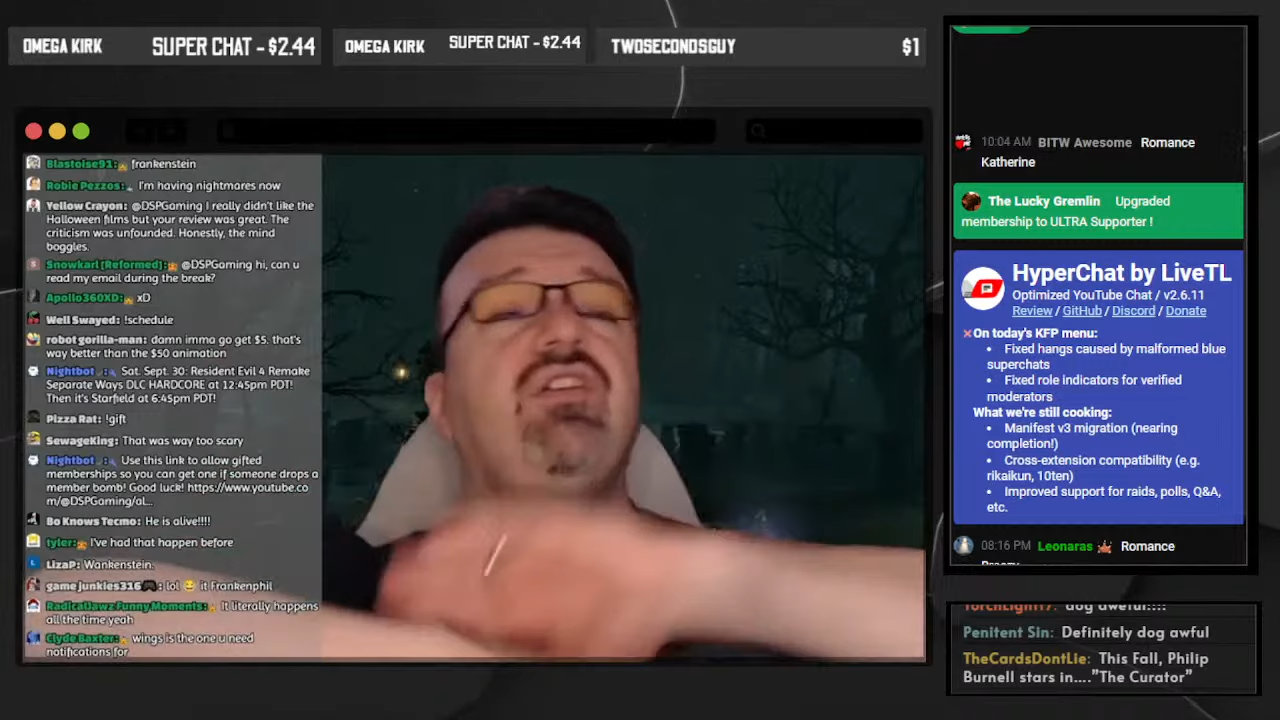 OMEGA KIRK SUPER CHAT - $2.44
OMEGA KIRK SUPER CHAT - $2.44
TWOSECONDSGUY $1
Blastoise91: frankenstein
Robie Pezzos: I'm having nightmares now
Yellow Crayon: @DSPGaming I really didn't like the
Halloween films but your review was great. The
criticism was unfounded. Honestly, the mind
boggles.
Snowkarl [Reformed]: @DSPGaming hi, can u
read my email during the break?
Apollo360XD: xD
Well Swayed: !schedule
robot gorilla-man: damn imma go get $5. that's
way better than the $50 animation
Nightbot: Sat. Sept. 30: Resident Evil 4 Remake
Separate Ways DLC HARDCORE at 12:45pm PDT!
Then it's Starfield at 6:45pm PDT!
Pizza Rat: !gift
SewageKing: That was way too scary
Nightbot: Use this link to allow gifted
memberships so you can get one if someone drops a
member bomb! Good luck! https://www.youtube.co
m/@DSPGaming/ol...
Bo Knows Tecmo: He is alive!!!!
tyler: I've had that happen before
LizaP: Wankenstein.
game junkies316: lol it Frankenphil
RadicalJawz Funny Moments: It literally happens
all the time yeah
Clyde Baxter: wings is the one u need
notifications for
10:04 AM BITW Awesome Romance
Katherine
The Lucky Gremlin Upgraded
membership to ULTRA Supporter !
HyperChat by LiveTL
Optimized YouTube Chat / v2.6.11
Review / GitHub / Discord / Donate
On today's KFP menu:
• Fixed hangs caused by malformed blue
superchats
• Fixed role indicators for verified
moderators
What we're still cooking:
• Manifest v3 migration (nearing
completion!)
• Cross-extension compatibility (e.g.
rikaikun, 10ten)
• Improved support for raids, polls, Q&A,
etc.
08:16 PM Leonaras Romance
dog aweful....
Penitent Sin: Definitely dog awful
TheCardsDontLie: This Fall, Philip
Burnell stars in...."The Curator"